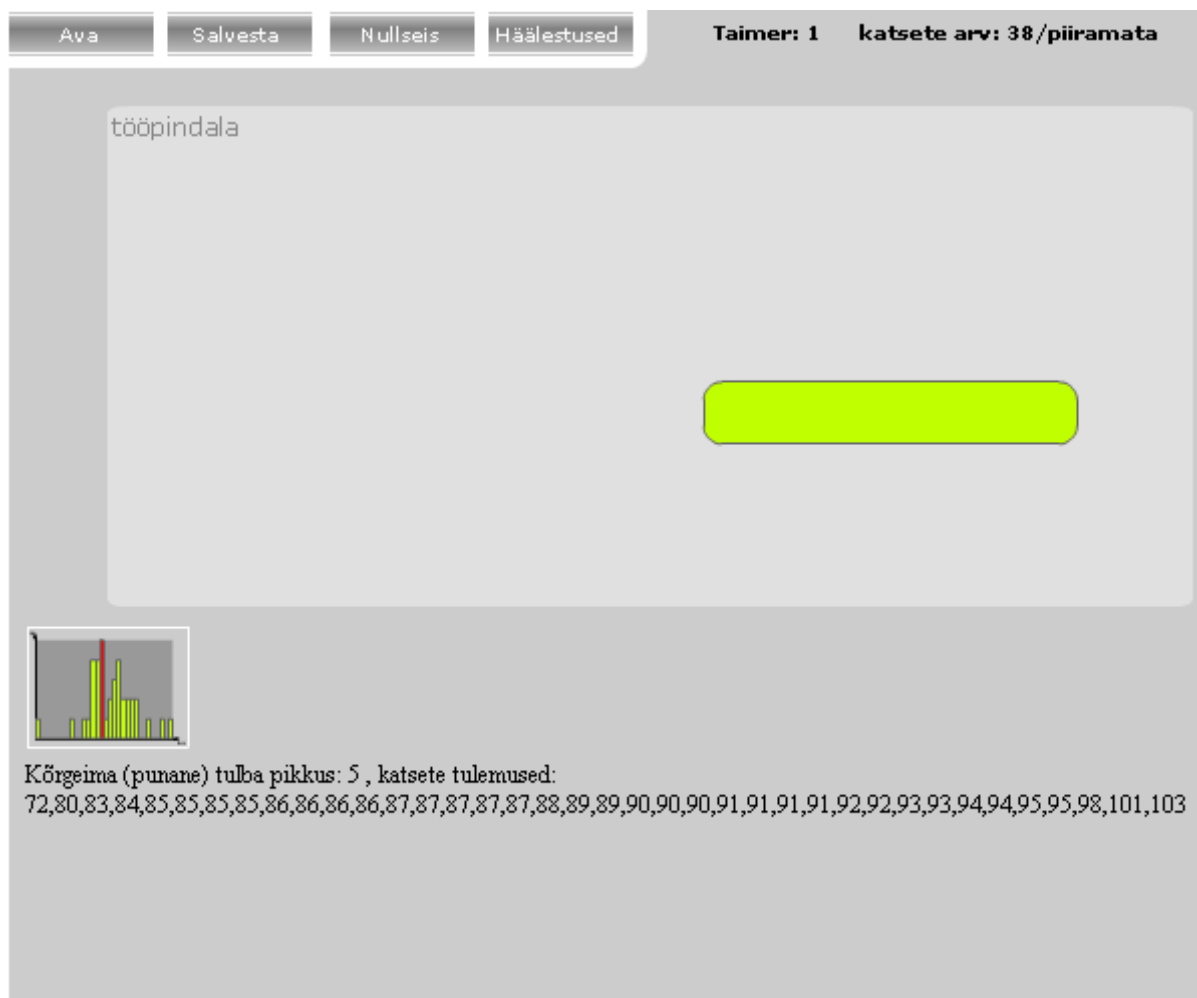 Ava Salvesta Nullseis Häälestused Taimer: 1 katsete arv: 38/piiramata
tööpindala
Kõrgeima (punane) tulba pikkus: 5 , katsete tulemused:
72,80,83,84,85,85,85,85,86,86,86,86,87,87,87,87,87,88,89,89,90,90,90,91,91,91,91,92,92,93,93,94,94,95,95,98,101,103